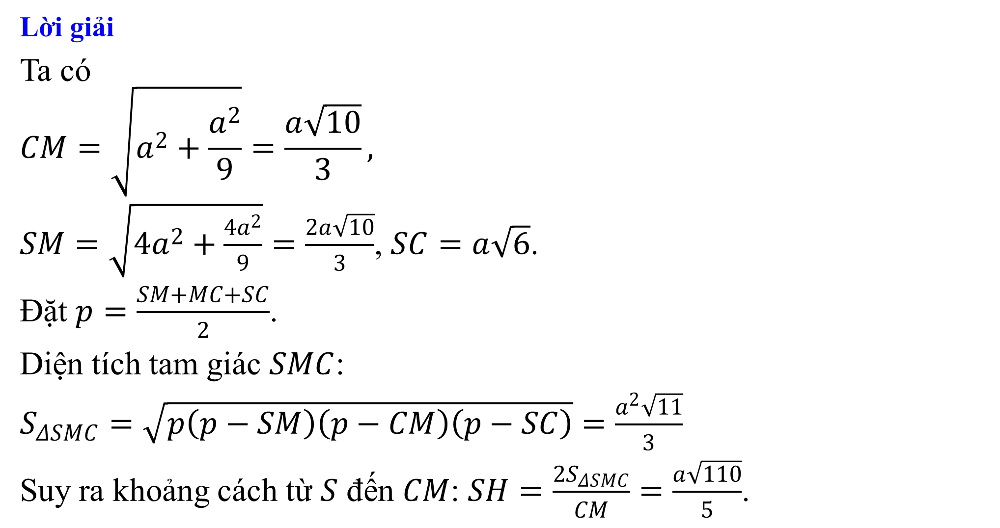 Lời giải
Ta có
$CM = \sqrt{a^2 + \frac{a^2}{9}} = \frac{a\sqrt{10}}{3},$
$SM = \sqrt{4a^2 + \frac{4a^2}{9}} = \frac{2a\sqrt{10}}{3}, SC = a\sqrt{6}.$
Đặt $p = \frac{SM+MC+SC}{2}.$
Diện tích tam giác $SMC$:
$S_{\Delta SMC} = \sqrt{p(p - SM)(p - CM)(p - SC)} = \frac{a^2\sqrt{11}}{3}$
Suy ra khoảng cách từ $S$ đến $CM$: $SH = \frac{2S_{\Delta SMC}}{CM} = \frac{a\sqrt{110}}{5}.$